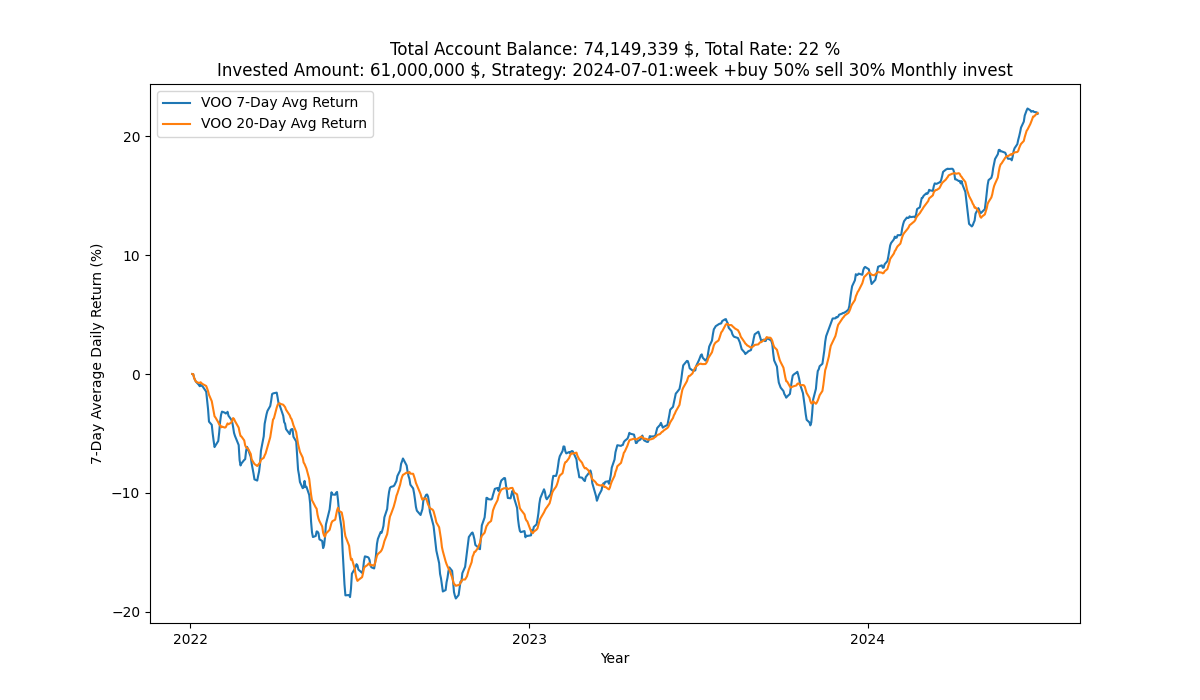 Total Account Balance: 74,149,339 $, Total Rate: 22 %
Invested Amount: 61,000,000 $, Strategy: 2024-07-01:week +buy 50% sell 30% Monthly invest
VOO 7-Day Avg Return
VOO 20-Day Avg Return
7-Day Average Daily Return (%)
20
10
0
−10
−20
2022
2023
2024
Year